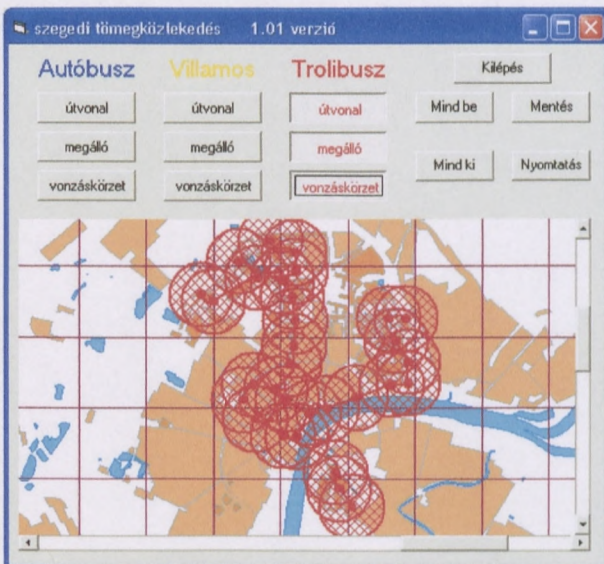 szegedi tömegközlekedés 1.01 verzió
Autóbusz Villamos Trolibusz Kilépés
útvonal útvonal útvonal Mind be Mentés
megálló megálló megálló
Mind ki Nyomtatás
vonzáskörzet vonzáskörzet vonzáskörzet